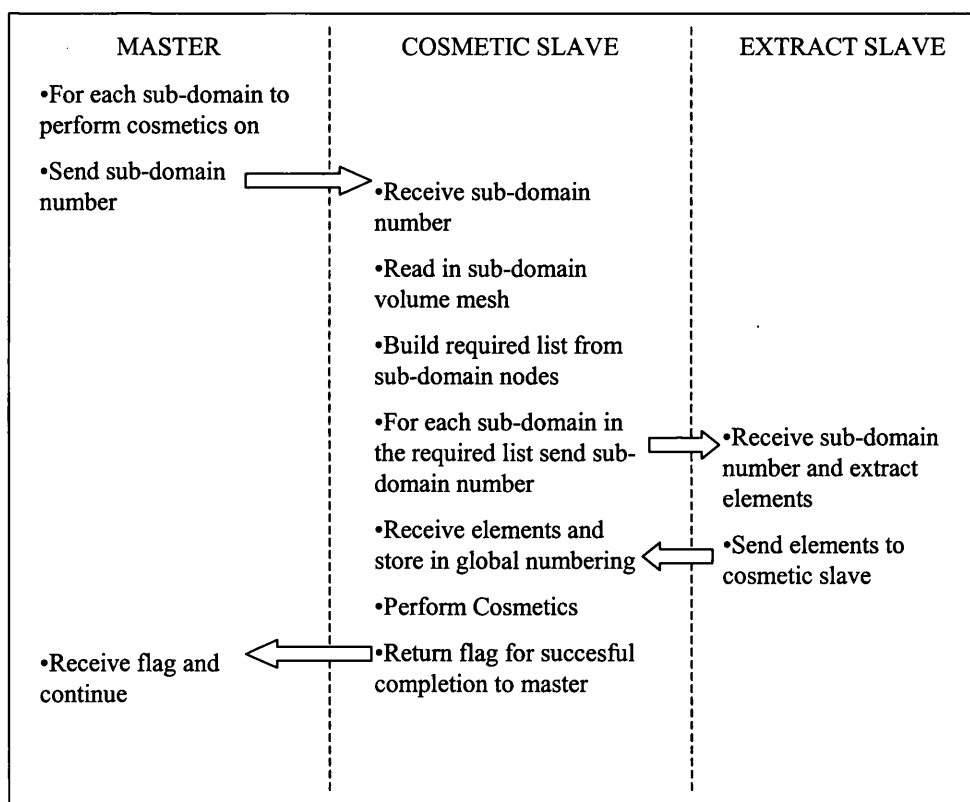 MASTER
•For each sub-domain to
perform cosmetics on
•Send sub-domain
number
•Receive flag and
continue
COSMETIC SLAVE
•Receive sub-domain
number
•Read in sub-domain
volume mesh
•Build required list from
sub-domain nodes
•For each sub-domain in
the required list send sub-
domain number
•Receive elements and
store in global numbering
•Perform Cosmetics
•Return flag for succesful
completion to master
EXTRACT SLAVE
•Receive sub-domain
number and extract
elements
•Send elements to
cosmetic slave